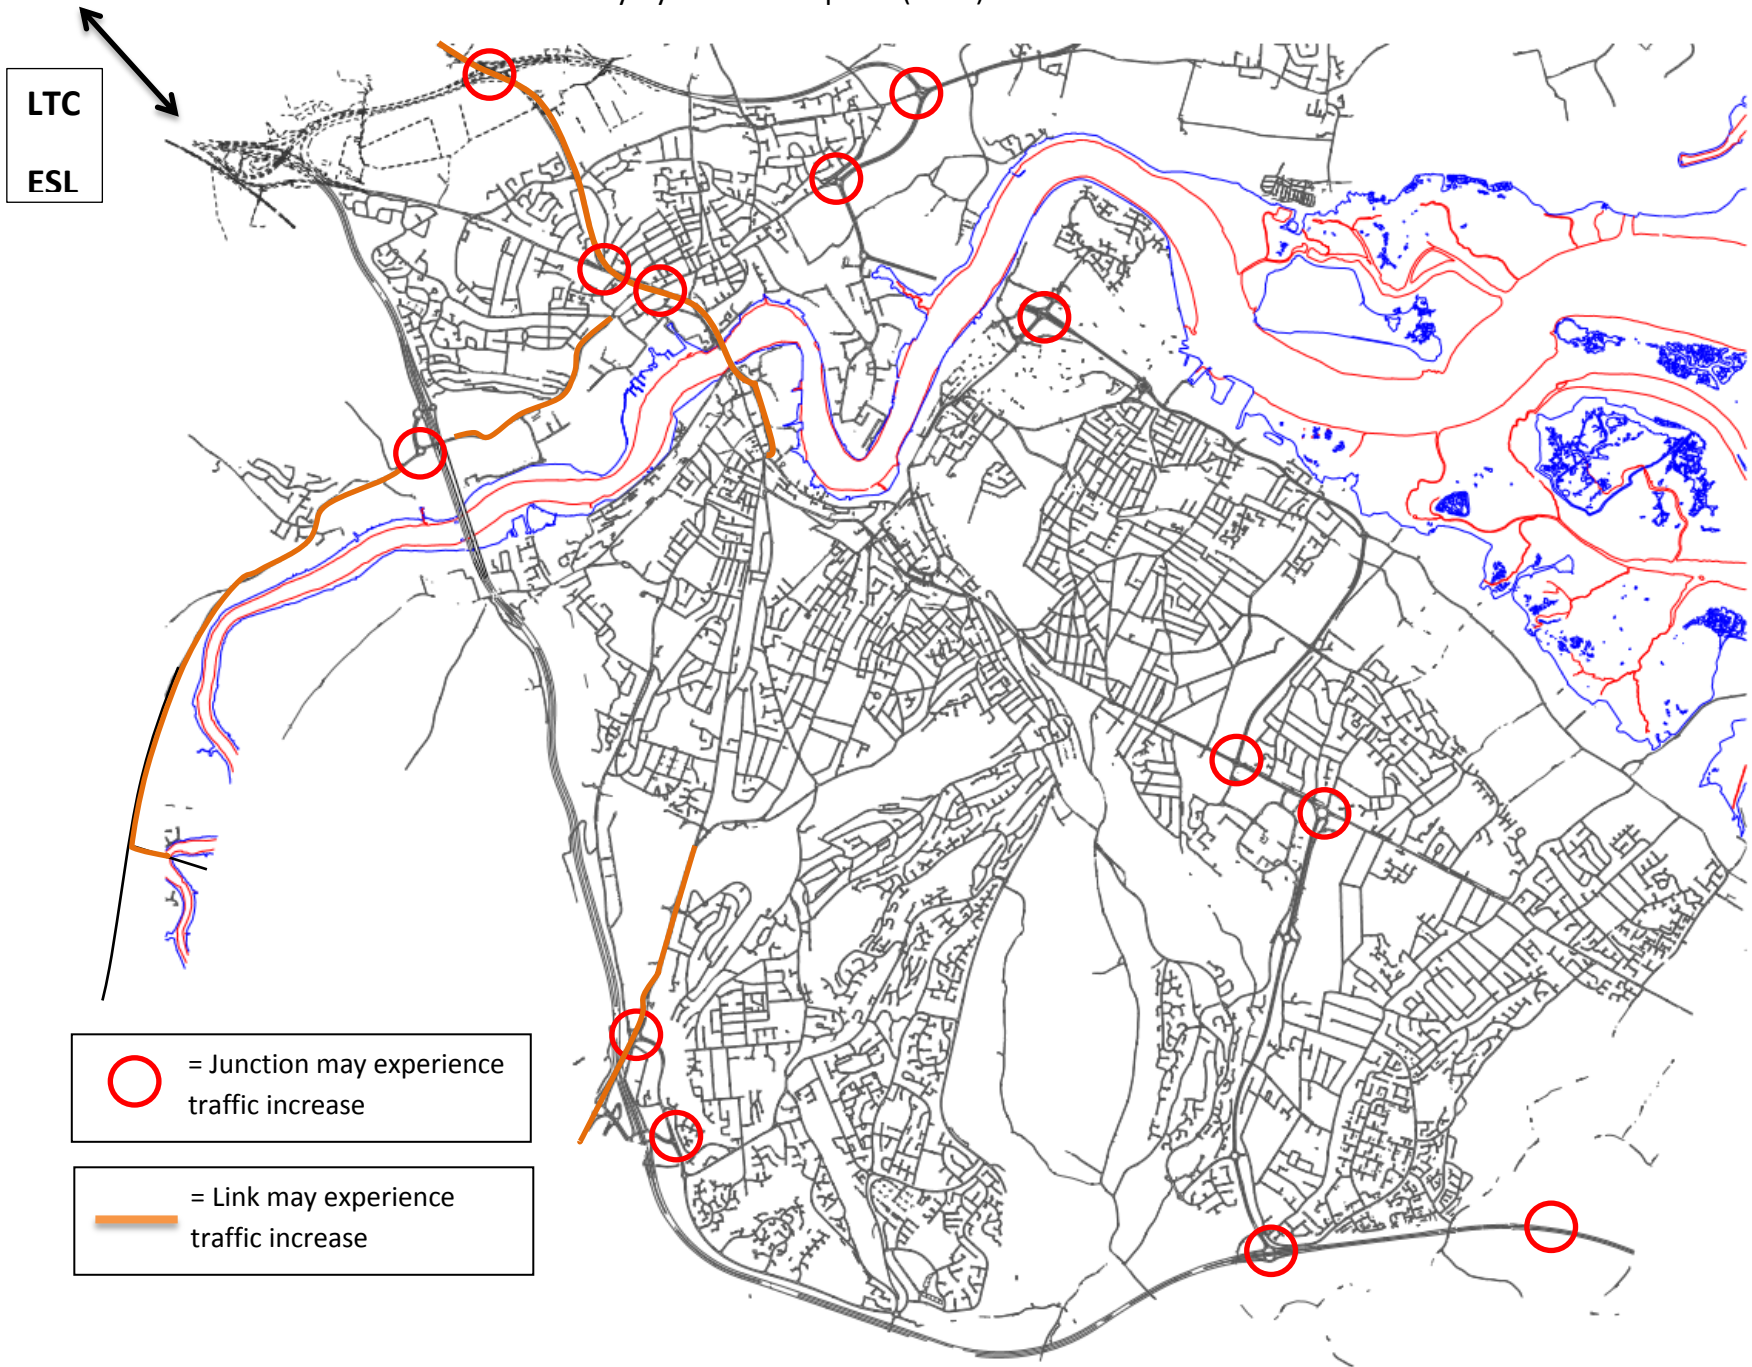 LTC
ESL
= Junction may experience
traffic increase
= Link may experience
traffic increase